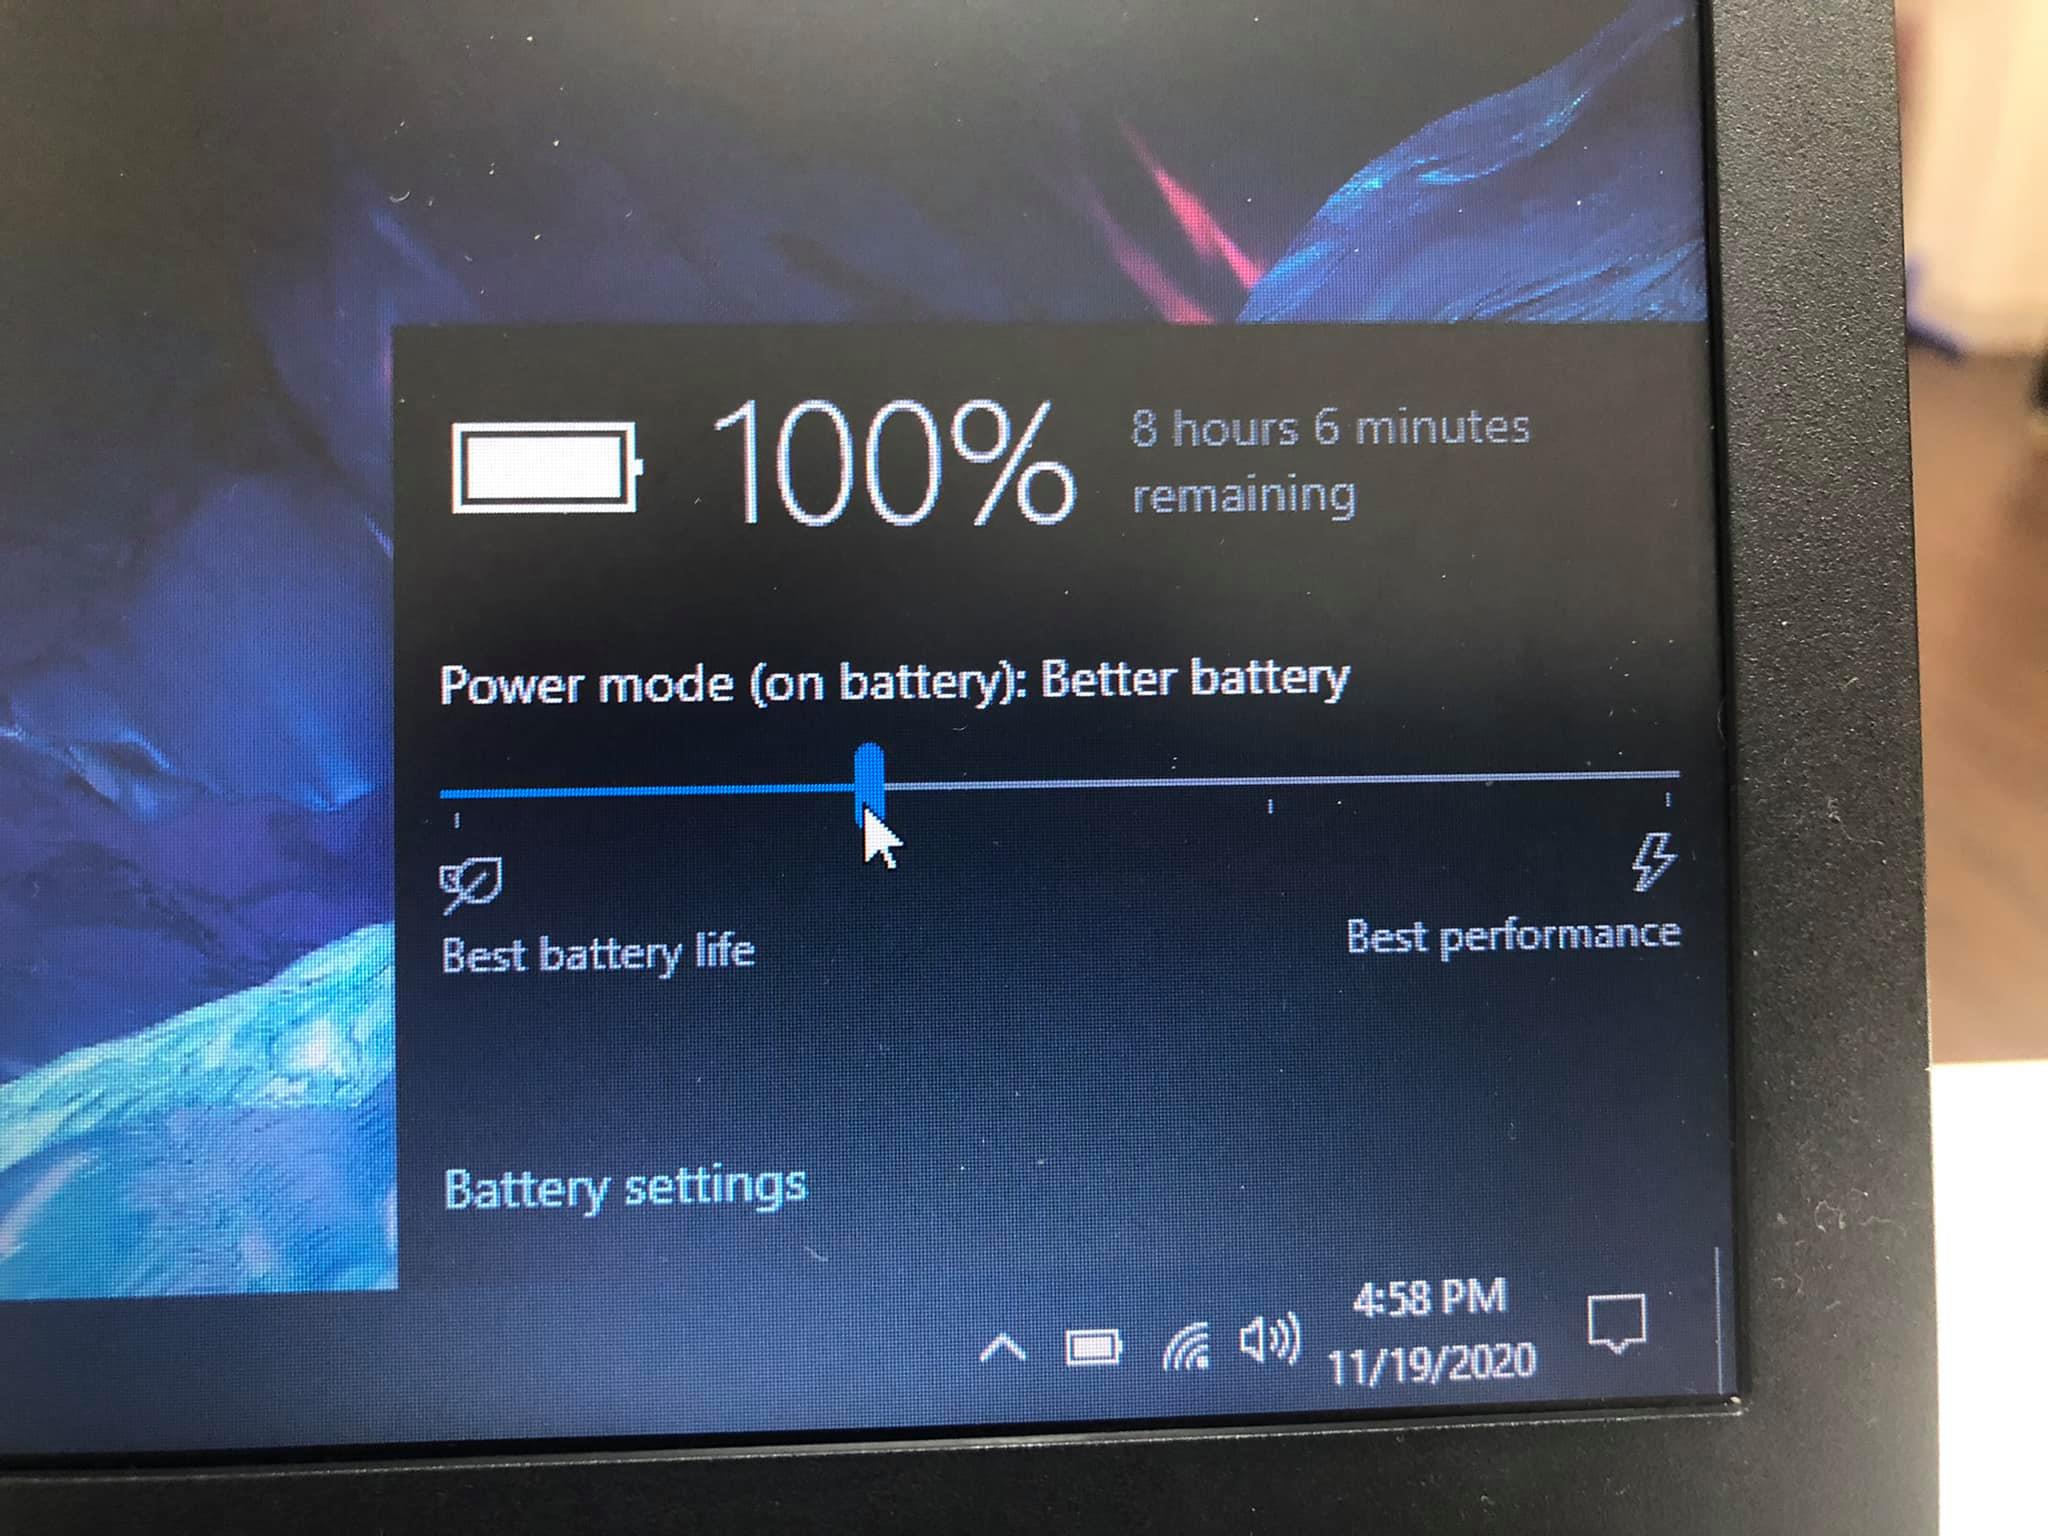 100%
8 hours 6 minutes
remaining
Power mode (on battery): Better battery
Best battery life
Best performance
Battery settings
4:58 PM
11/19/2020